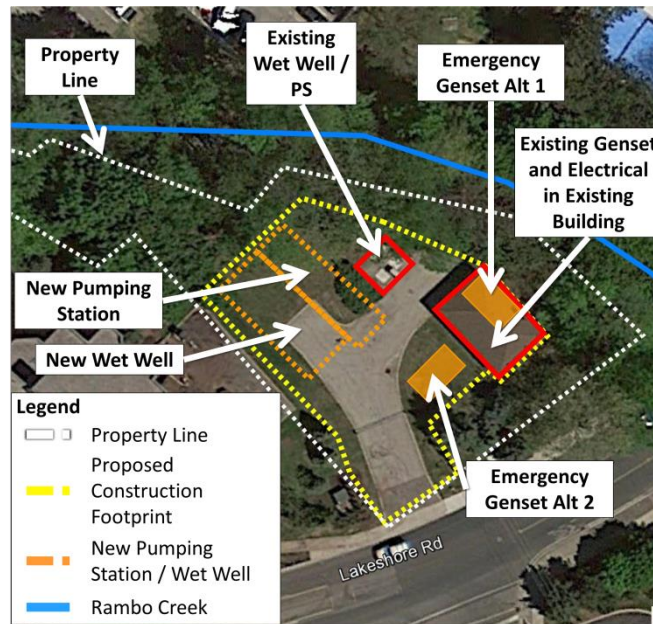 Property
Line
Existing
Wet Well /
PS
Emergency
Genset Alt 1
Existing Genset
and Electrical
in Existing
Building
New Pumping
Station
New Wet Well
Legend
Property Line
Proposed
Construction
Footprint
New Pumping
Station / Wet Well
Rambo Creek
Emergency
Genset Alt 2
Lakeshore Rd